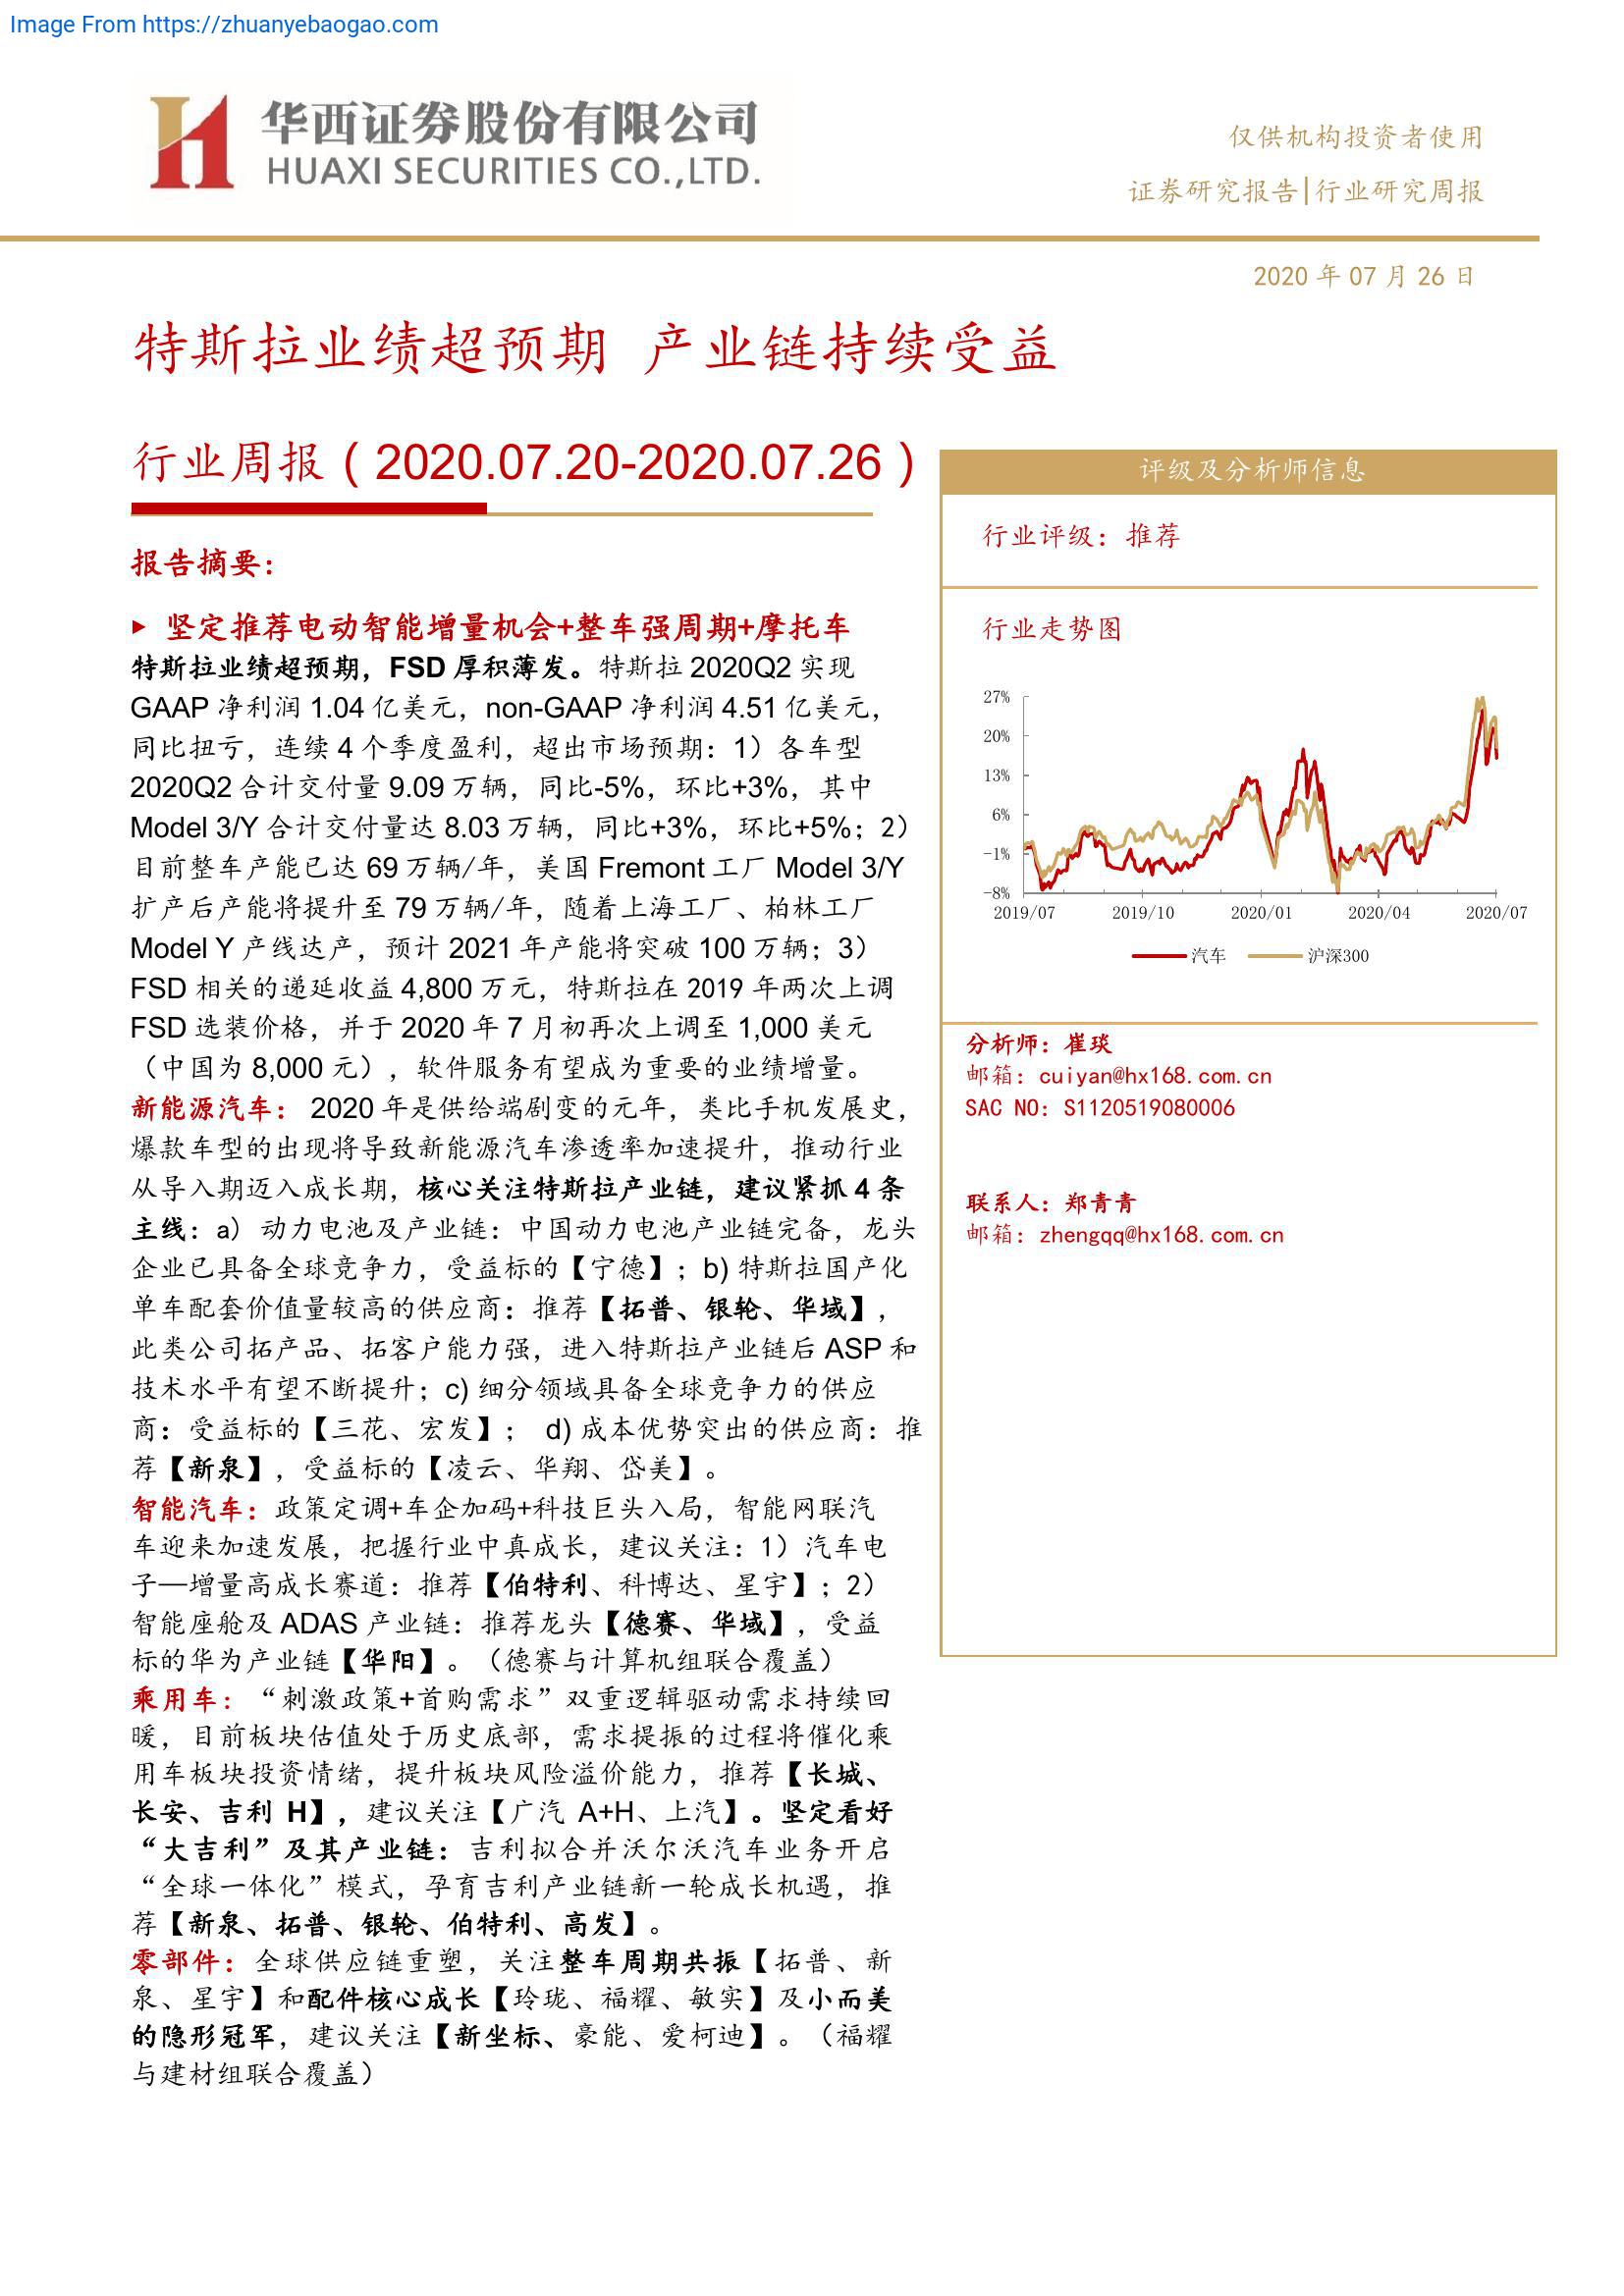 Image From https://zhuanyebaogao.com
华西证券股份有限公司
HUAXI SECURITIES CO.,LTD.
仅供机构投资者使用
证券研究报告|行业研究周报
2020 年 07 月 26 日
特斯拉业绩超预期 产业链持续受益
行业周报（2020.07.20-2020.07.26）
报告摘要：
► 坚定推荐电动智能增量机会+整车强周期+摩托车
特斯拉业绩超预期，FSD 厚积薄发。特斯拉 2020Q2 实现
GAAP 净利润 1.04 亿美元，non-GAAP 净利润 4.51 亿美元，
同比扭亏，连续 4 个季度盈利，超出市场预期：1）各车型
2020Q2 合计交付量 9.09 万辆，同比-5%，环比+3%，其中
Model 3/Y 合计交付量达 8.03 万辆，同比+3%，环比+5%；2）
目前整车产能已达 69 万辆/年，美国 Fremont 工厂 Model 3/Y
扩产后产能将提升至 79 万辆/年，随着上海工厂、柏林工厂
Model Y 产线达产，预计 2021 年产能将突破 100 万辆；3）
FSD 相关的递延收益 4,800 万元，特斯拉在 2019 年两次上调
FSD 选装价格，并于 2020 年 7 月初再次上调至 1,000 美元
（中国为 8,000 元），软件服务有望成为重要的业绩增量。
新能源汽车： 2020 年是供给端剧变的元年，类比手机发展史，
爆款车型的出现将导致新能源汽车渗透率加速提升，推动行业
从导入期迈入成长期，核心关注特斯拉产业链，建议紧抓 4 条
主线：a）动力电池及产业链：中国动力电池产业链完备，龙头
企业已具备全球竞争力，受益标的【宁德】；b) 特斯拉国产化
单车配套价值量较高的供应商：推荐【拓普、银轮、华域】，
此类公司拓产品、拓客户能力强，进入特斯拉产业链后 ASP 和
技术水平有望不断提升；c) 细分领域具备全球竞争力的供应
商：受益标的【三花、宏发】； d) 成本优势突出的供应商：推
荐【新泉】，受益标的【凌云、华翔、岱美】。
智能汽车：政策定调+车企加码+科技巨头入局，智能网联汽
车迎来加速发展，把握行业中真成长，建议关注：1）汽车电
子—增量高成长赛道：推荐【伯特利、科博达、星宇】；2）
智能座舱及 ADAS 产业链：推荐龙头【德赛、华域】，受益
标的华为产业链【华阳】。（德赛与计算机组联合覆盖）
乘用车：“刺激政策+首购需求”双重逻辑驱动需求持续回
暖，目前板块估值处于历史底部，需求提振的过程将催化乘
用车板块投资情绪，提升板块风险溢价能力，推荐【长城、
长安、吉利 H】，建议关注【广汽 A+H、上汽】。坚定看好
“大吉利”及其产业链：吉利拟合并沃尔沃汽车业务开启
“全球一体化”模式，孕育吉利产业链新一轮成长机遇，推
荐【新泉、拓普、银轮、伯特利、高发】。
零部件：全球供应链重塑，关注整车周期共振【拓普、新
泉、星宇】和配件核心成长【玲珑、福耀、敏实】及小而美
的隐形冠军，建议关注【新坐标、豪能、爱柯迪】。（福耀
与建材组联合覆盖）
评级及分析师信息
行业评级：推荐
行业走势图
27%
20%
13%
6%
-1%
-8%
2019/07 2019/10 2020/01 2020/04 2020/07
汽车 沪深300
分析师：崔琰
邮箱：cuiyan@hx168.com.cn
SAC NO：S1120519080006
联系人：郑青青
邮箱：zhengqq@hx168.com.cn